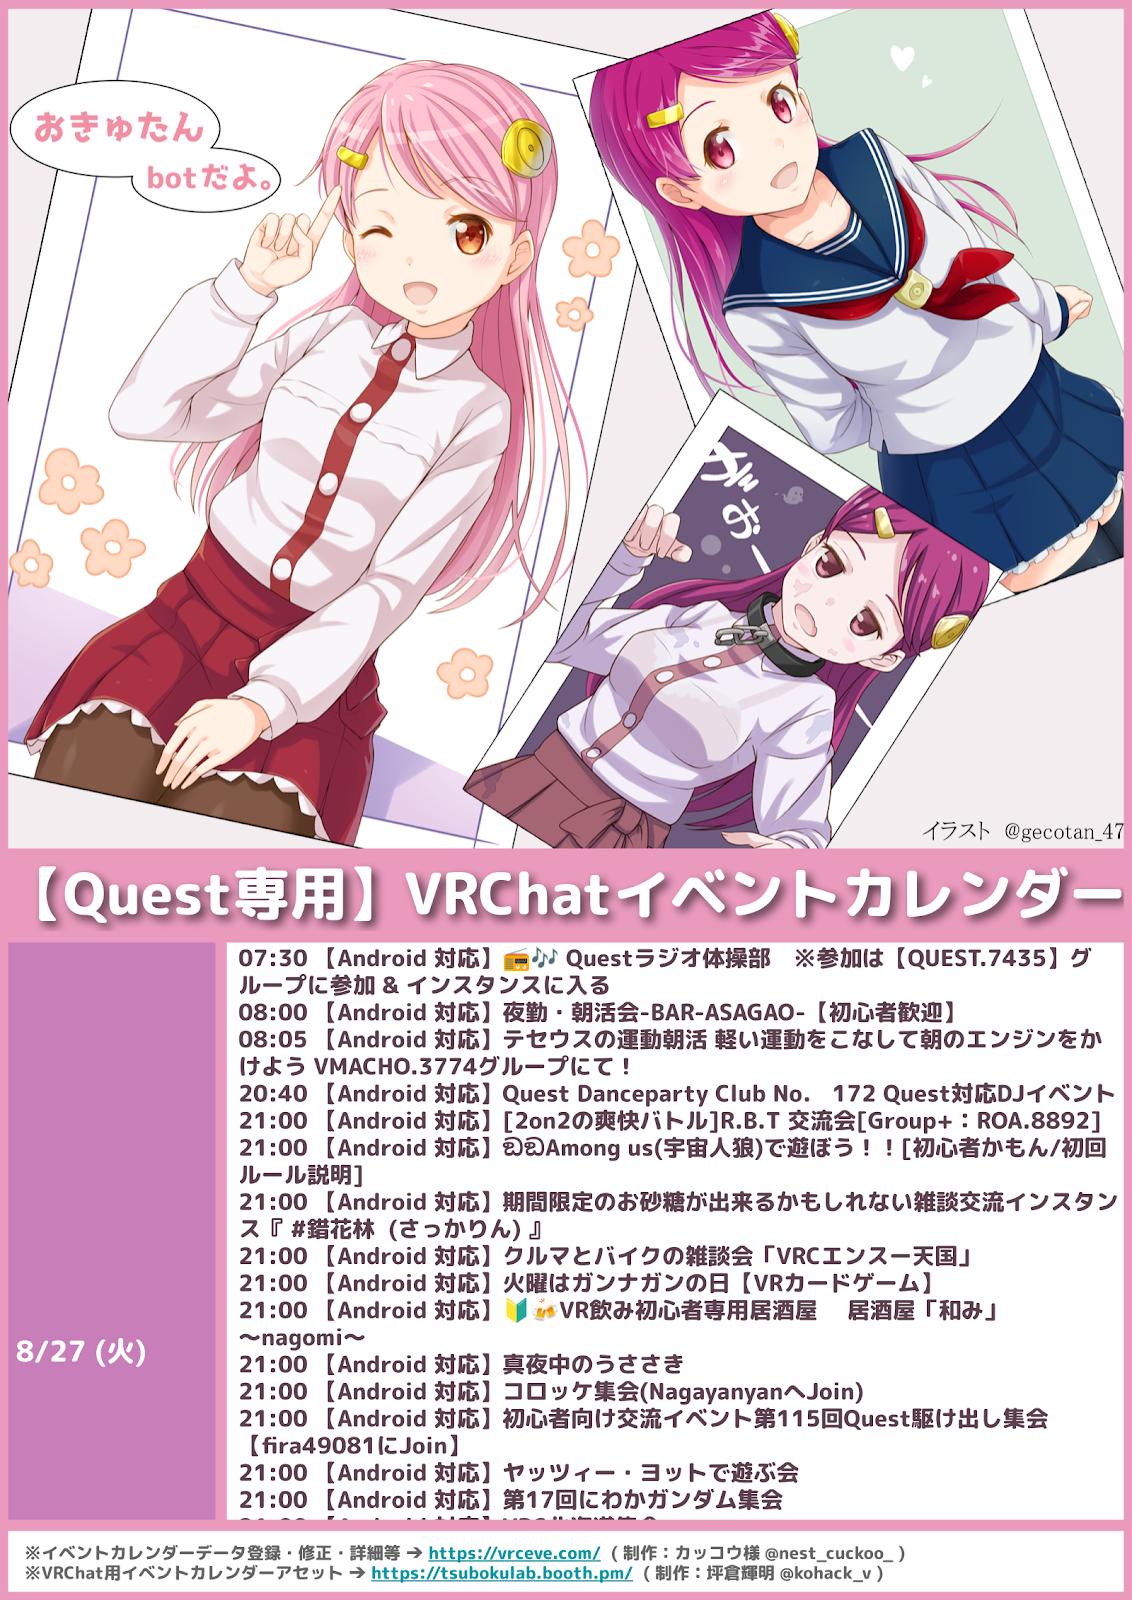 おきゅたん
botだよ。
がおー
イラスト @gecotan_47
【Quest専用】VRChatイベントカレンダー
8/27 (火)
07:30 【Android 対応】📻🎶 Questラジオ体操部　※参加は【QUEST.7435】グ
ループに参加 & インスタンスに入る
08:00 【Android 対応】夜勤・朝活会-BAR-ASAGAO-【初心者歓迎】
08:05 【Android 対応】テセウスの運動朝活 軽い運動をこなして朝のエンジンをか
けよう VMACHO.3774グループにて！
20:40 【Android 対応】Quest Danceparty Club No.　172 Quest対応DJイベント
21:00 【Android 対応】[2on2の爽快バトル]R.B.T 交流会[Group+：ROA.8892]
21:00 【Android 対応】ඞඞAmong us(宇宙人狼)で遊ぼう！！[初心者かもん/初回
ルール説明]
21:00 【Android 対応】期間限定のお砂糖が出来るかもしれない雑談交流インスタン
ス『 #錯花林 (さっかりん) 』
21:00 【Android 対応】クルマとバイクの雑談会「VRCエンスー天国」
21:00 【Android 対応】火曜はガンナガンの日【VRカードゲーム】
21:00 【Android 対応】🔰🍻VR飲み初心者専用居酒屋　 居酒屋「和み」
～nagomi～
21:00 【Android 対応】真夜中のうささき
21:00 【Android 対応】コロッケ集会(NagayanyanへJoin)
21:00 【Android 対応】初心者向け交流イベント第115回Quest駆け出し集会
【fira49081にJoin】
21:00 【Android 対応】ヤッツィー・ヨットで遊ぶ会
21:00 【Android 対応】第17回にわかガンダム集会
※イベントカレンダーデータ登録・修正・詳細等 → https://vrceve.com/ ( 制作：カッコウ様 @nest_cuckoo_ )
※VRChat用イベントカレンダーアセット → https://tsubokulab.booth.pm/ ( 制作：坪倉輝明 @kohack_v )